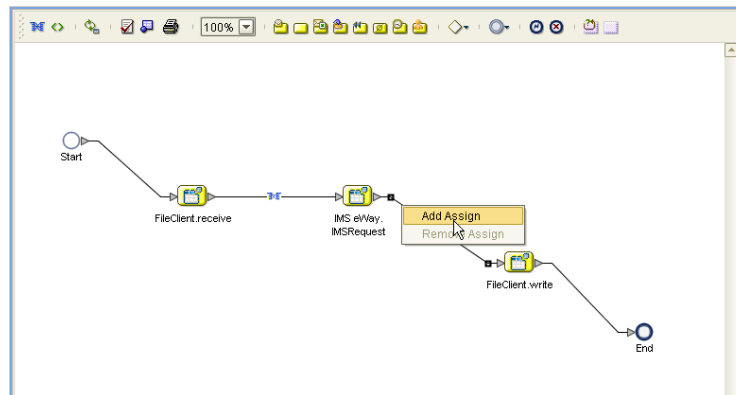 100%
Start
FileClient.receive
IMS eWay.
IMSRequest
Add Assign
Remove Assign
FileClient.write
End